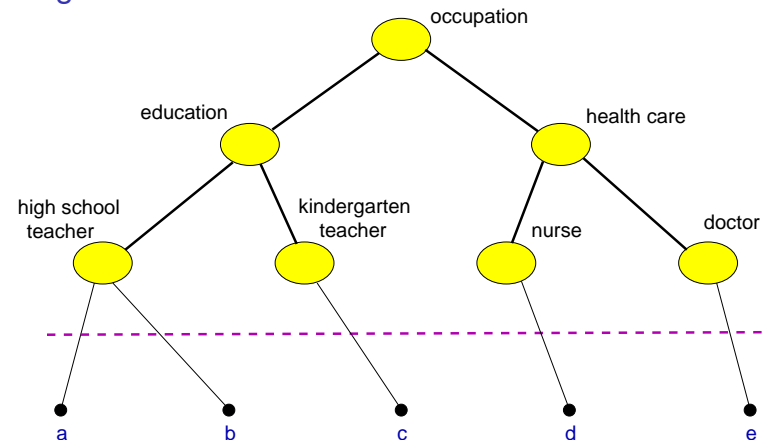 occupation
education
health care
high school
teacher
kindergarten
teacher
nurse
doctor
a b c d e